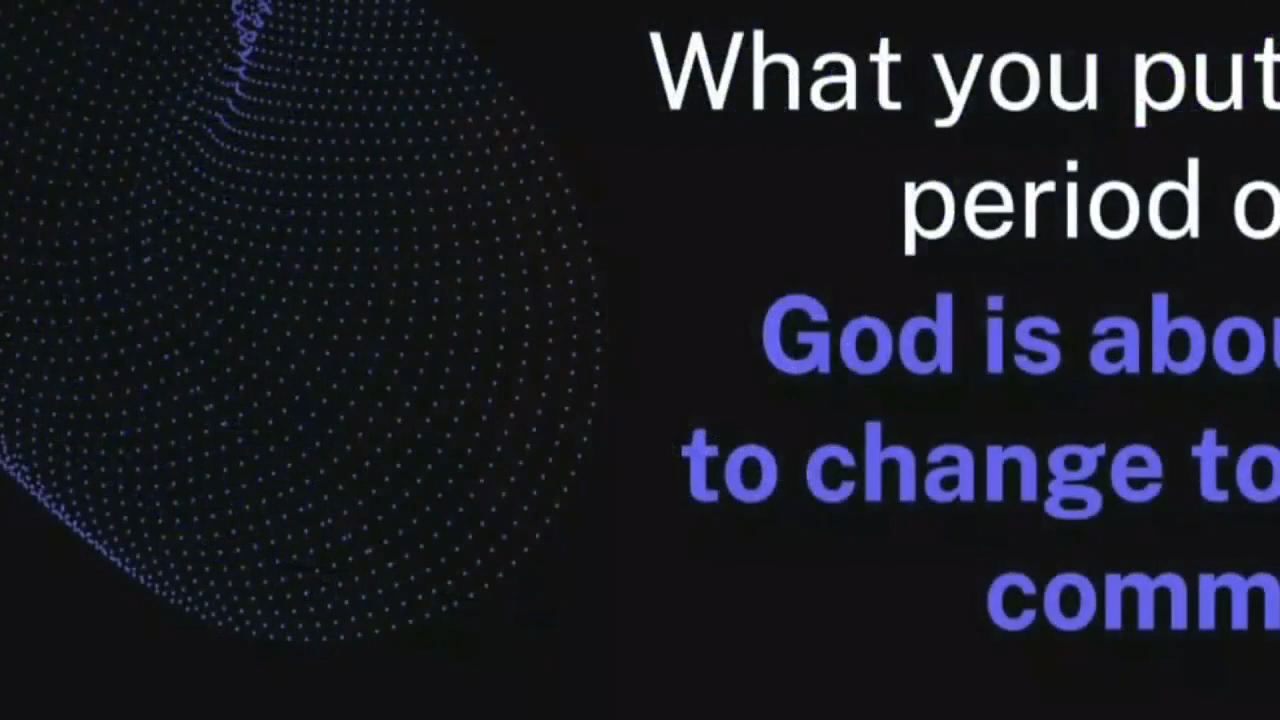 What you put
period o
God is abou
to change to
comm